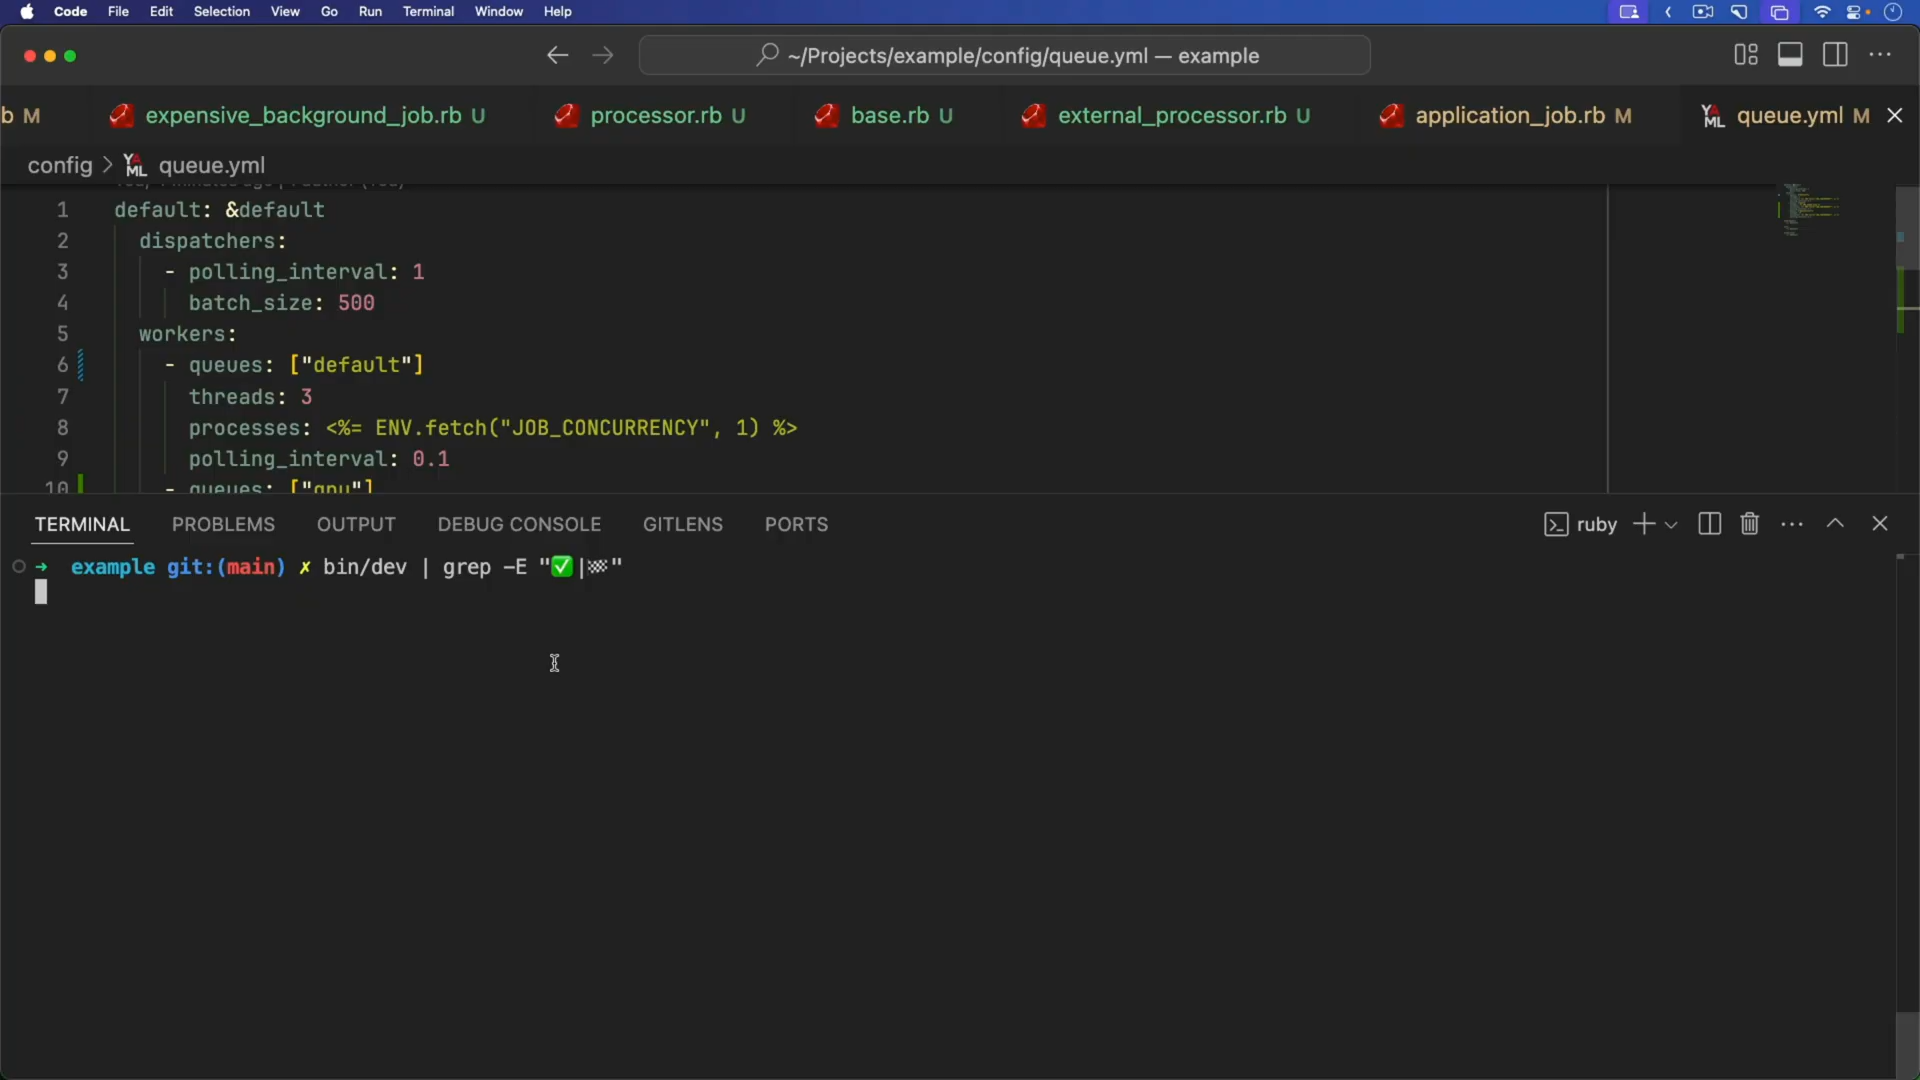 Code File Edit Selection View Go Run Terminal Window Help
~/Projects/example/config/queue.yml — example
b M expensive_background_job.rb U processor.rb U base.rb U external_processor.rb U application_job.rb M queue.yml M
config > queue.yml
1 default: &default
2 dispatchers:
3 - polling_interval: 1
4 batch_size: 500
5 workers:
6 - queues: ["default"]
7 threads: 3
8 processes: <%= ENV.fetch("JOB_CONCURRENCY", 1) %>
9 polling_interval: 0.1
10 - queues: ["gpu"]
TERMINAL PROBLEMS OUTPUT DEBUG CONSOLE GITLENS PORTS ruby
➜ example git:(main) ✗ bin/dev | grep -E "✅|🏁"